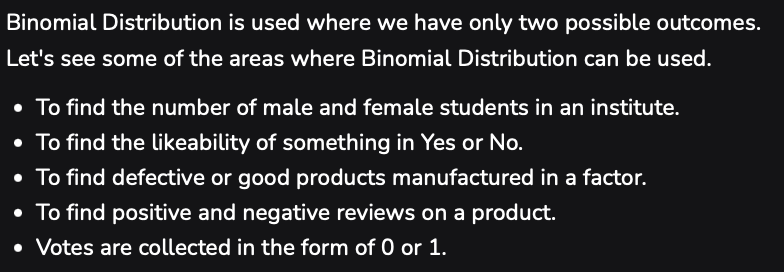 Binomial Distribution is used where we have only two possible outcomes.
Let's see some of the areas where Binomial Distribution can be used.
• To find the number of male and female students in an institute.
• To find the likeability of something in Yes or No.
• To find defective or good products manufactured in a factor.
• To find positive and negative reviews on a product.
• Votes are collected in the form of 0 or 1.